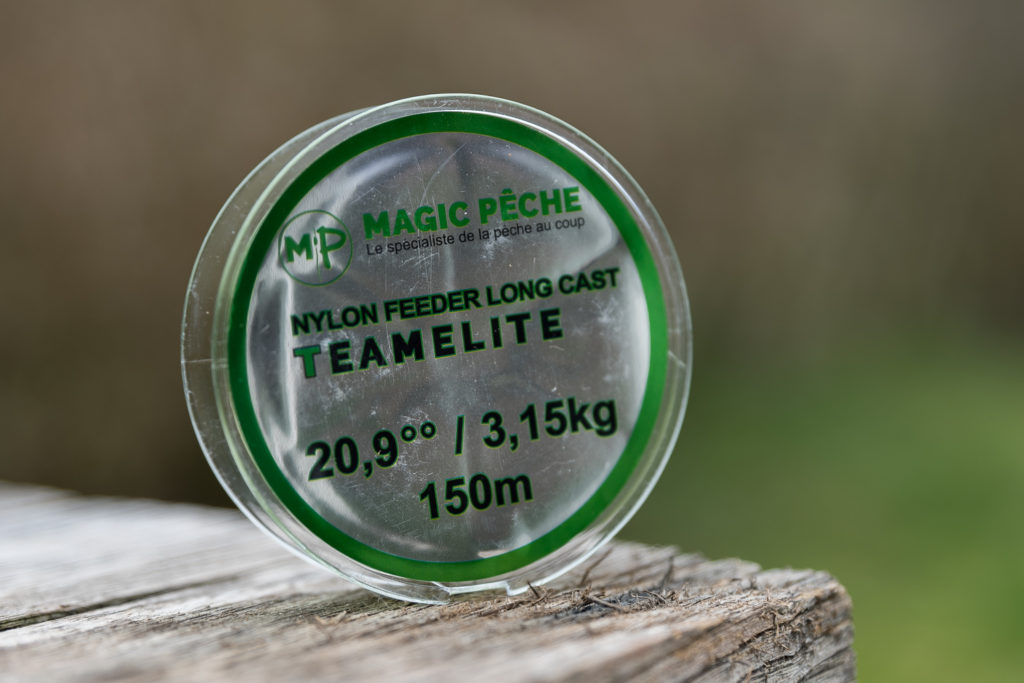 MP
MAGIC PÊCHE
Le spécialiste de la pêche au coup
NYLON FEEDER LONG CAST
TEAMELITE
20,9°° / 3,15kg
150m